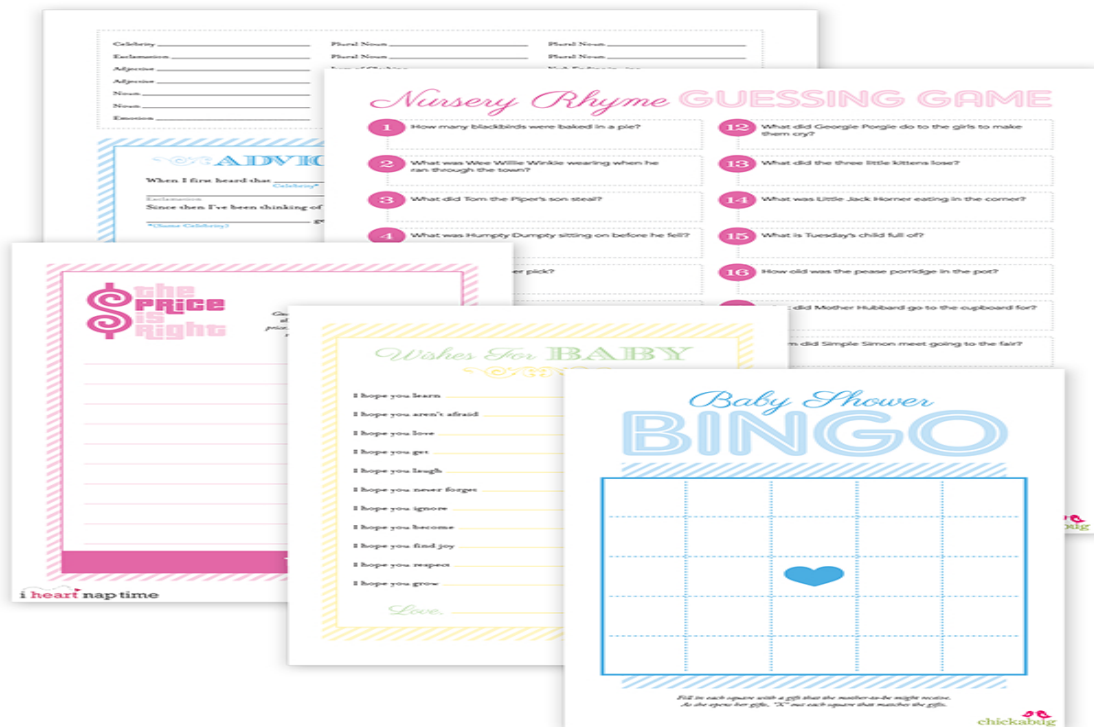 Celebrity
Exclamation
Adjective
Adjective
Noun
Noun
Emotion
Plural Noun
Plural Noun
Plural Noun
Plural Noun
ADVIC
When I first heard that
Celebrity*
Exclamation
Since then I've been thinking of
*(Same Celebrity)
Nursery Rhyme GUESSING GAME
1 How many blackbirds were baked in a pie?
2 What was Wee Willie Winkie wearing when he
ran through the town?
3 What did Tom the Piper's son steal?
4 What was Humpty Dumpty sitting on before he fell?
er pick?
12 What did Georgie Porgie do to the girls to make
them cry?
13 What did the three little kittens lose?
14 What was Little Jack Horner eating in the corner?
15 What is Tuesday's child full of?
16 How old was the pease porridge in the pot?
did Mother Hubbard go to the cupboard for?
m did Simple Simon meet going to the fair?
the
PRiCE
is
Right
i heart nap time
Wishes For BABY
I hope you learn
I hope you aren't afraid
I hope you love
I hope you get
I hope you laugh
I hope you never forget
I hope you ignore
I hope you become
I hope you find joy
I hope you respect
I hope you grow
Love,
Baby Shower
BINGO
Fill in each square with a gift that the mother-to-be might receive.
As she opens her gifts, "X" out each square that matches the gifts.
chickabug
bug